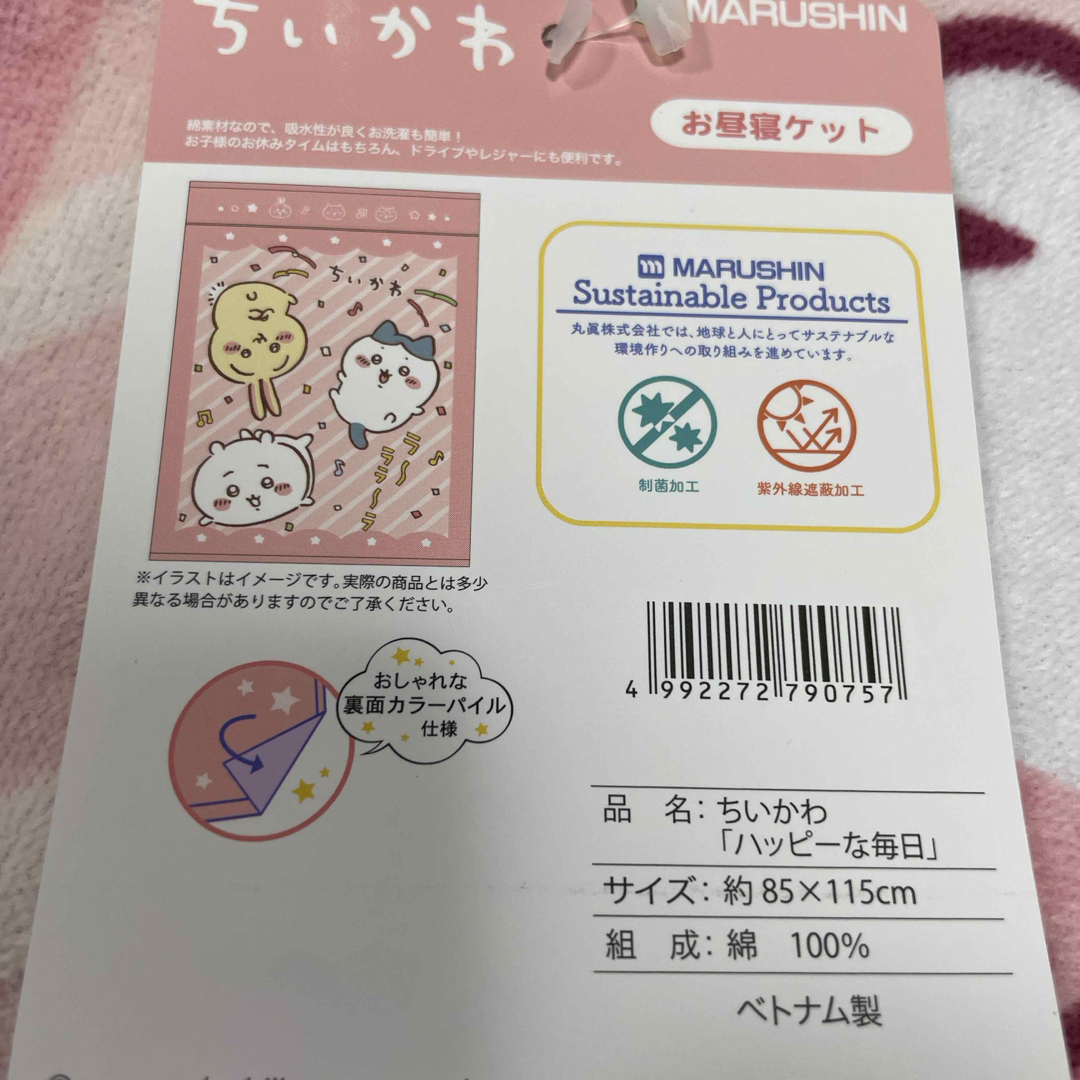 ちいかわ
MARUSHIN
お昼寝ケット
綿素材なので、吸水性が良くお洗濯も簡単！
お子様のお休みタイムはもちろん、ドライブやレジャーにも便利です。
ちいかわ
ラ〜
ララ〜ラ
MARUSHIN
Sustainable Products
丸眞株式会社では、地球と人にとってサステナブルな
環境作りへの取り組みを進めています。
制菌加工
紫外線遮蔽加工
※イラストはイメージです。実際の商品とは多少
異なる場合がありますのでご了承ください。
おしゃれな
裏面カラーパイル
仕様
4 992272 790757
品 名：ちいかわ
「ハッピーな毎日」
サイズ：約 85×115cm
組 成：綿 100%
ベトナム製